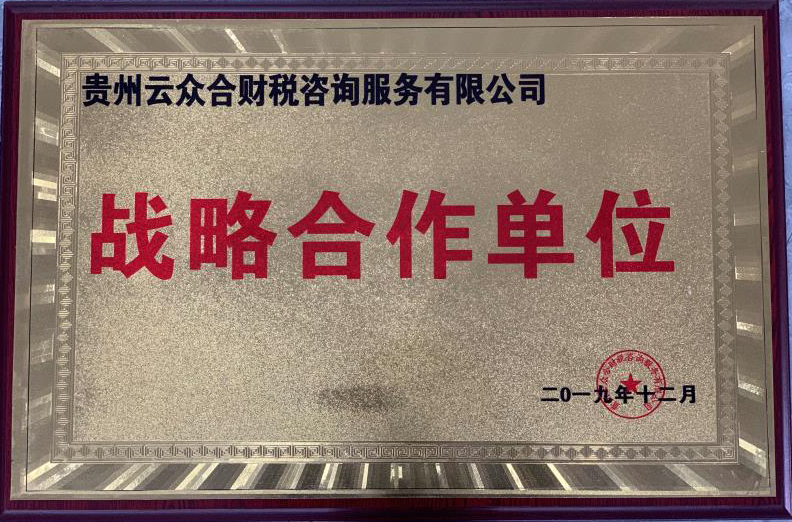 贵州云众合财税咨询服务有限公司
战略合作单位
二0一九年十二月